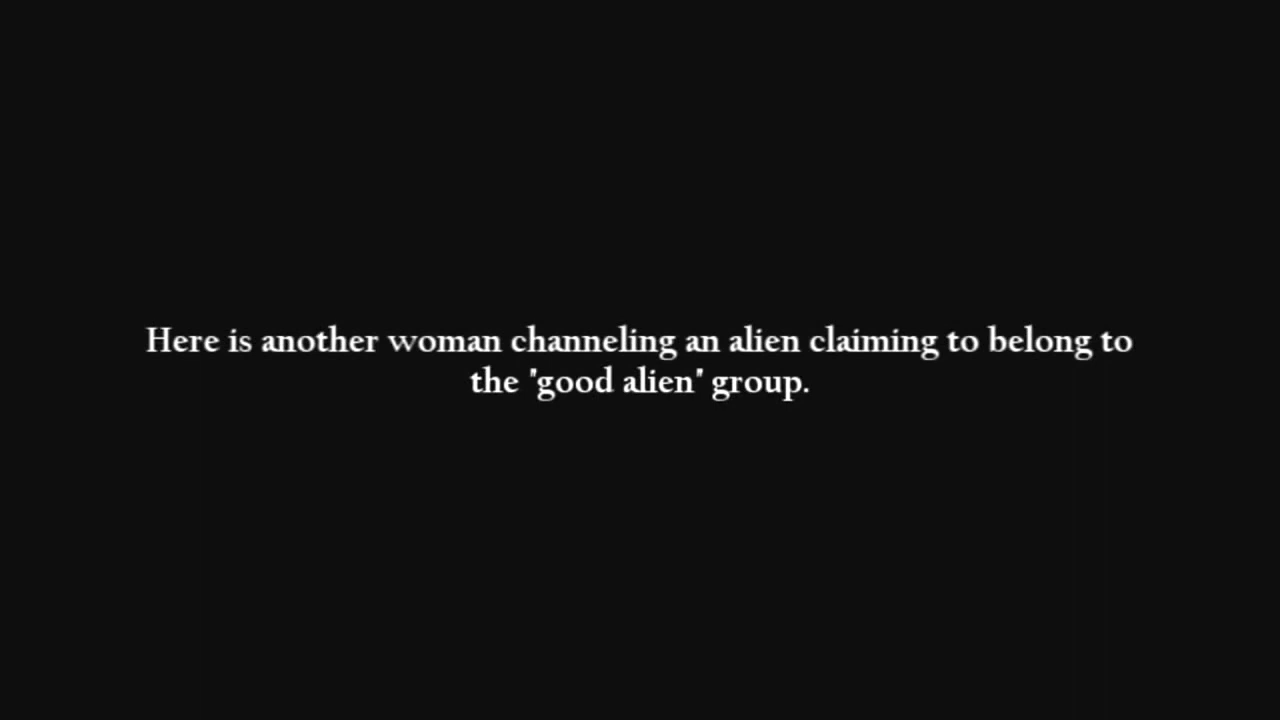 Here is another woman channeling an alien claiming to belong to
the "good alien" group.